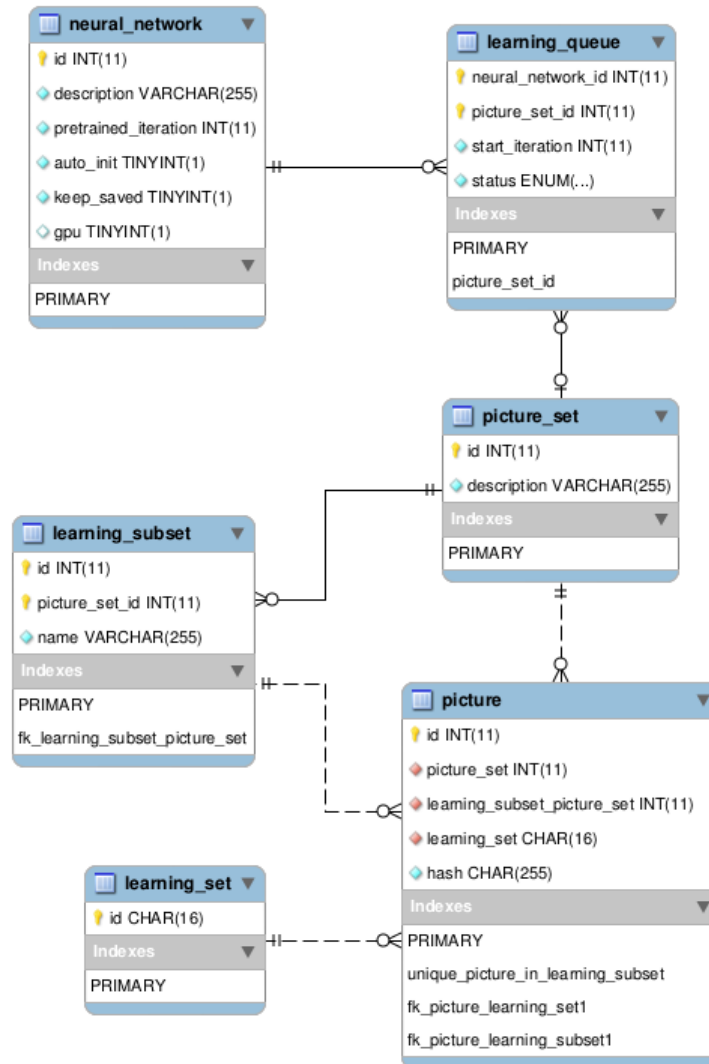 neural_network
id INT(11)
description VARCHAR(255)
pretrained_iteration INT(11)
auto_init TINYINT(1)
keep_saved TINYINT(1)
gpu TINYINT(1)
Indexes
PRIMARY
learning_queue
neural_network_id INT(11)
picture_set_id INT(11)
start_iteration INT(11)
status ENUM(...)
Indexes
PRIMARY
picture_set_id
picture_set
id INT(11)
description VARCHAR(255)
Indexes
PRIMARY
learning_subset
id INT(11)
picture_set_id INT(11)
name VARCHAR(255)
Indexes
PRIMARY
fk_learning_subset_picture_set
picture
id INT(11)
picture_set INT(11)
learning_subset_picture_set INT(11)
learning_set CHAR(16)
hash CHAR(255)
Indexes
PRIMARY
unique_picture_in_learning_subset
fk_picture_learning_set1
fk_picture_learning_subset1
learning_set
id CHAR(16)
Indexes
PRIMARY